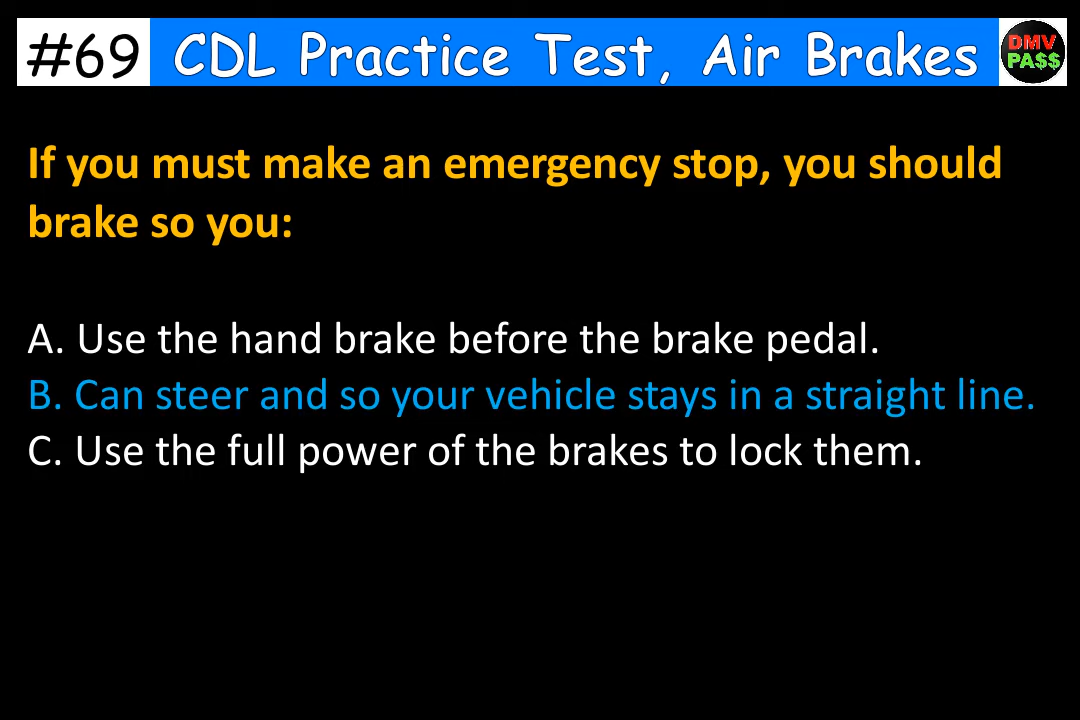 #69 CDL Practice Test, Air Brakes DMV
PA$$
If you must make an emergency stop, you should
brake so you:
A. Use the hand brake before the brake pedal.
B. Can steer and so your vehicle stays in a straight line.
C. Use the full power of the brakes to lock them.